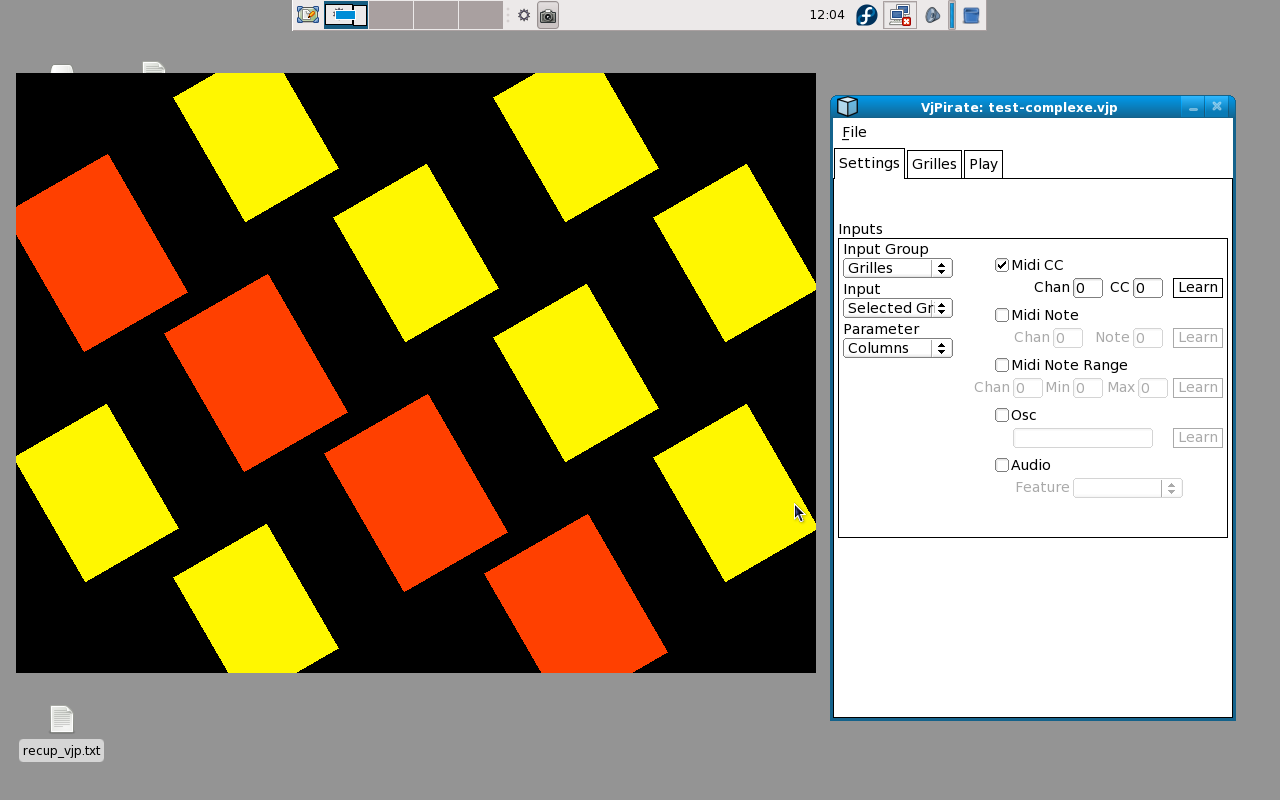 12:04
VjPirate: test-complexe.vjp
File
Settings Grilles Play
Inputs
Input Group
Grilles
Input
Selected Gr
Parameter
Columns
Midi CC
Chan 0 CC 0 Learn
Midi Note
Chan 0 Note 0 Learn
Midi Note Range
Chan 0 Min 0 Max 0 Learn
Osc
Learn
Audio
Feature
recup_vjp.txt